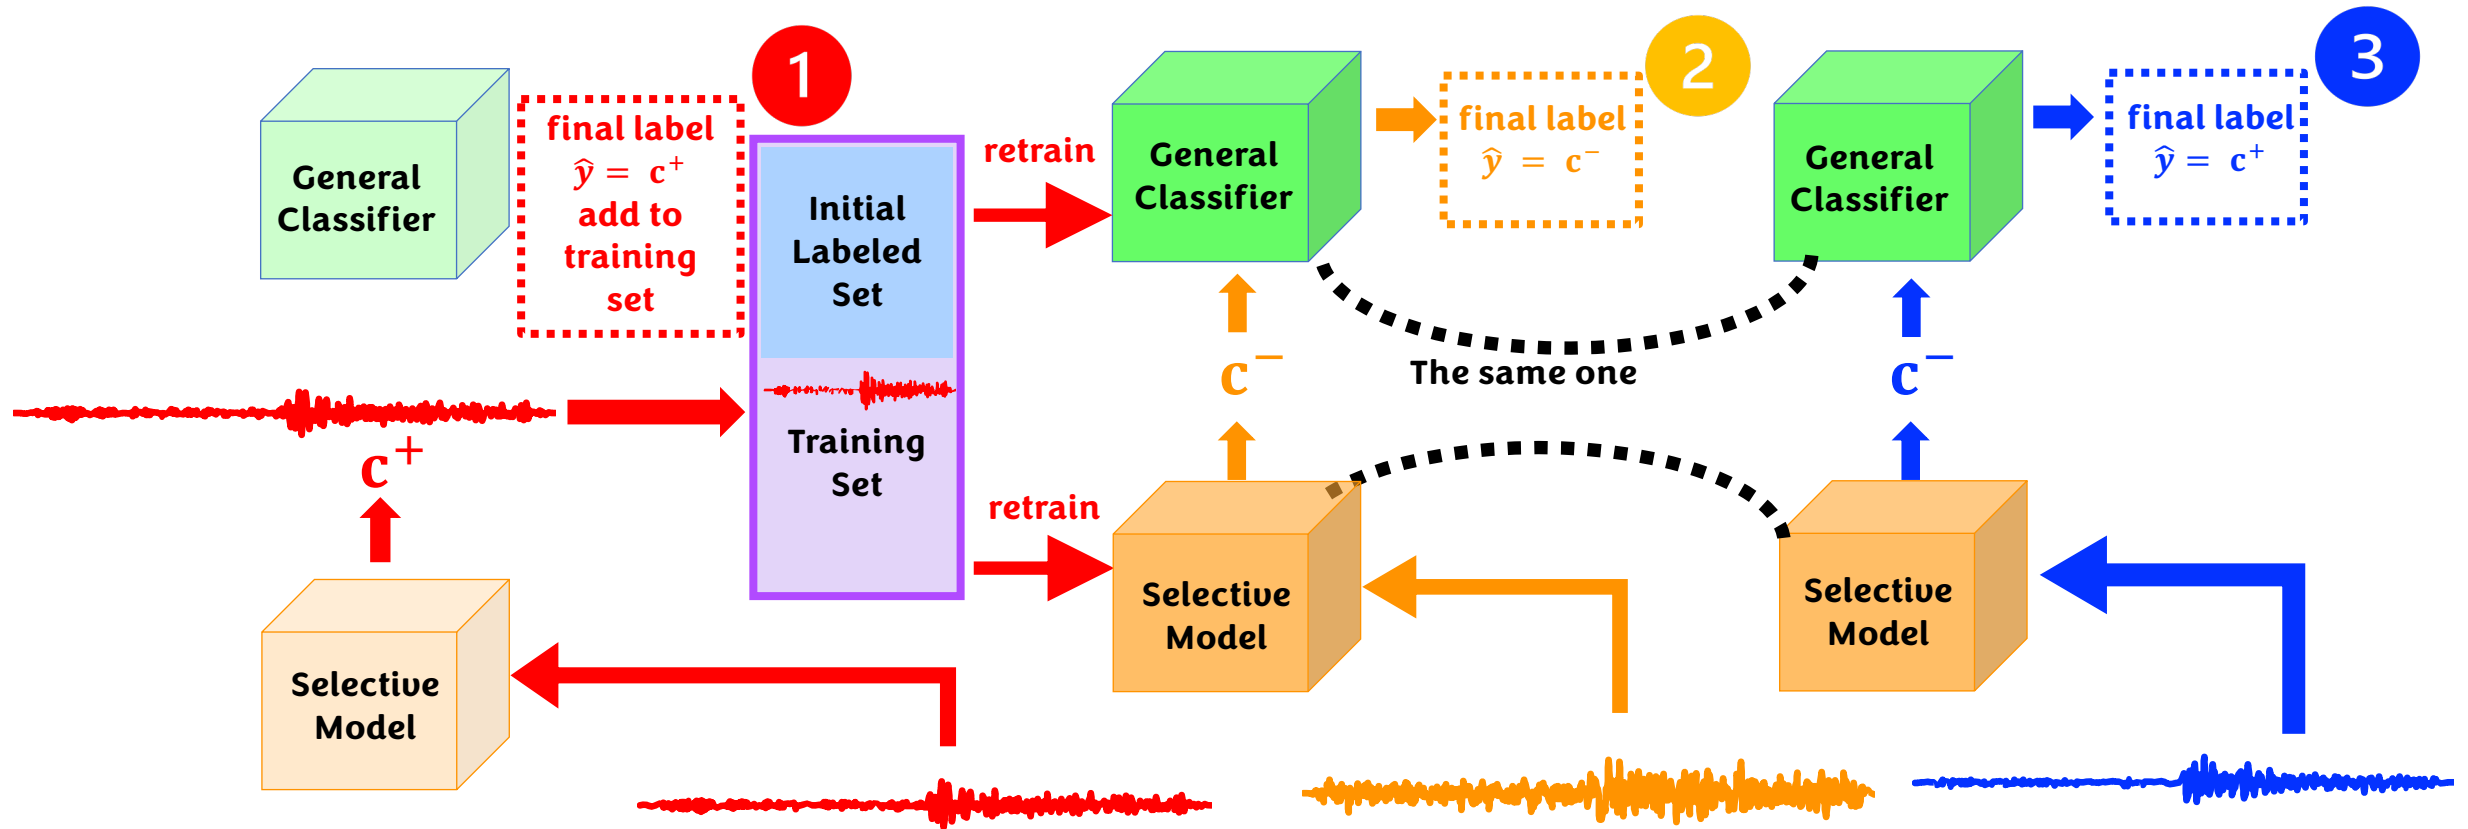 1
General
Classifier
final label
ŷ = c⁺
add to
training
set
Initial
Labeled
Set
Training
Set
c⁺
Selective
Model
retrain
retrain
2
General
Classifier
final label
ŷ = c⁻
c⁻
Selective
Model
The same one
3
General
Classifier
final label
ŷ = c⁺
c⁻
Selective
Model